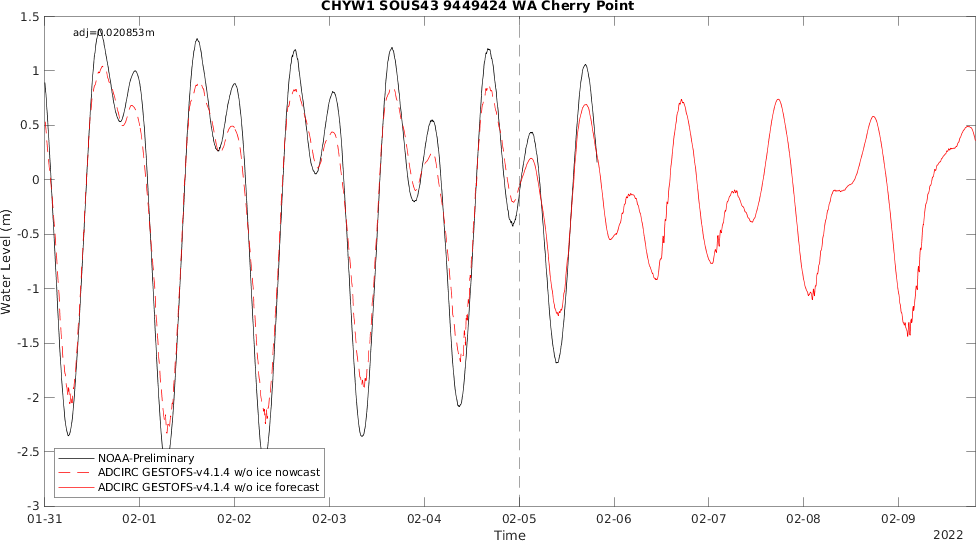 CHYW1 SOUS43 9449424 WA Cherry Point
adj=0.020853m
1.5
1
0.5
0
-0.5
-1
-1.5
-2
-2.5
-3
Water Level (m)
NOAA-Preliminary
ADCIRC GESTOFS-v4.1.4 w/o ice nowcast
ADCIRC GESTOFS-v4.1.4 w/o ice forecast
01-31 02-01 02-02 02-03 02-04 02-05 02-06 02-07 02-08 02-09
Time
2022